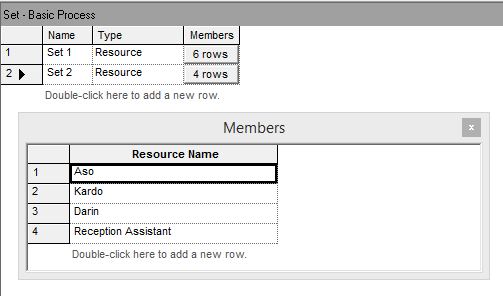 Set - Basic Process
Name Type Members
1 Set 1 Resource 6 rows
2 Set 2 Resource 4 rows
Double-click here to add a new row.
Members
x
Resource Name
1 Aso
2 Kardo
3 Darin
4 Reception Assistant
Double-click here to add a new row.